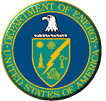 DEPARTMENT OF ENERGY
UNITED STATES OF AMERICA